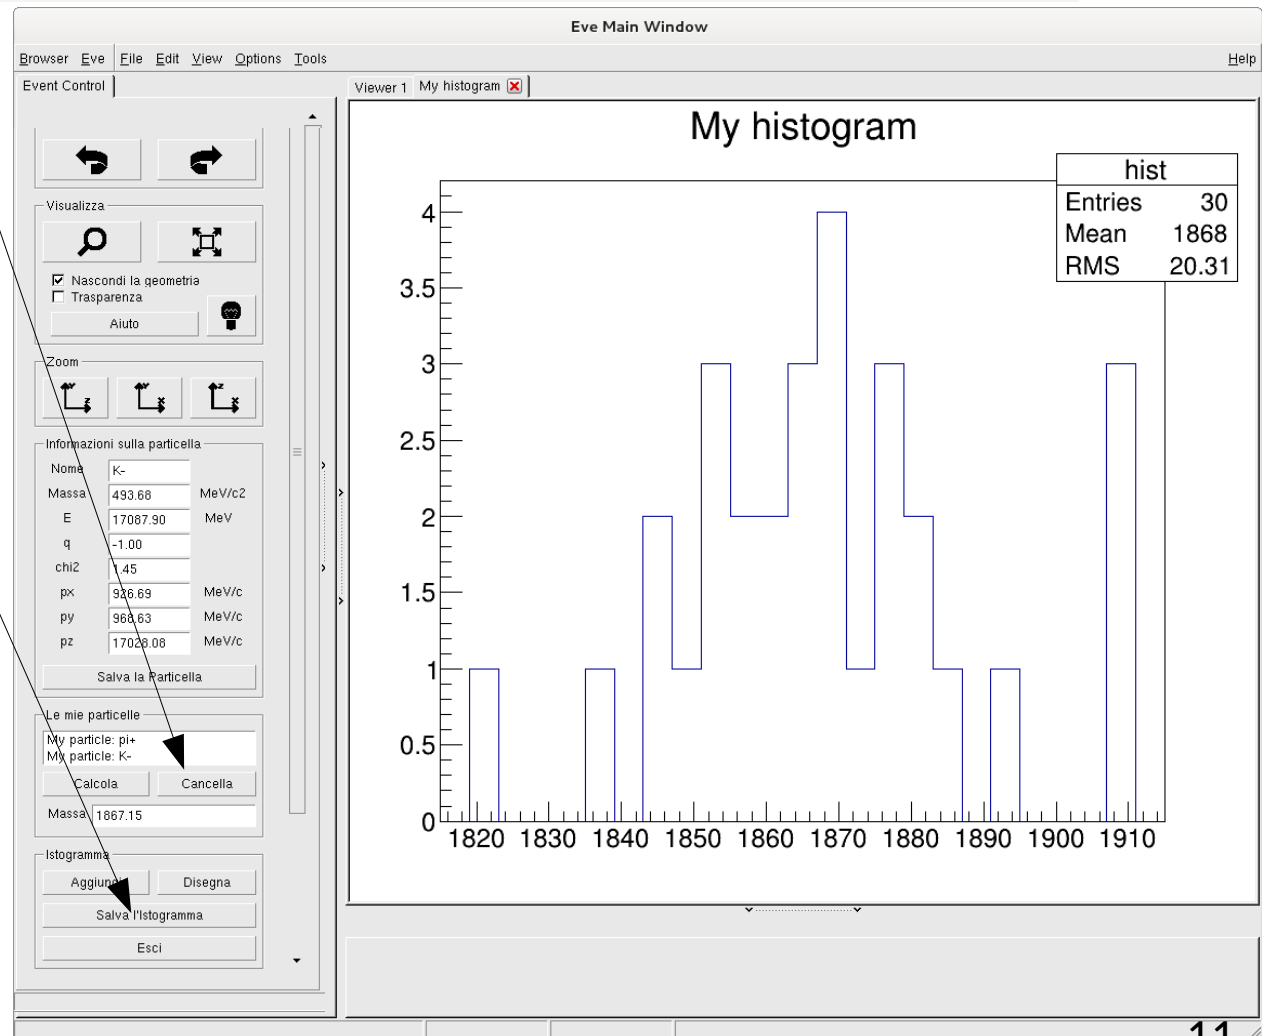 Eve Main Window
Browser Eve File Edit View Options Tools Help
Event Control
Viewer 1 My histogram
Visualizza
Nascondi la geometria
Trasparenza
Aiuto
Zoom
Y Z
Y X
Z X
Informazioni sulla particella
Nome K-
Massa 493.68 MeV/c2
E 17087.90 MeV
q -1.00
chi2 1.45
px 926.69 MeV/c
py 968.63 MeV/c
pz 17028.08 MeV/c
Salva la Particella
Le mie particelle
My particle: pi+
My particle: K-
Calcola Cancella
Massa 1867.15
Istogramma
Aggiungi Disegna
Salva l'Istogramma
Esci
My histogram
hist
Entries 30
Mean 1868
RMS 20.31
4
3.5
3
2.5
2
1.5
1
0.5
0
1820 1830 1840 1850 1860 1870 1880 1890 1900 1910
11